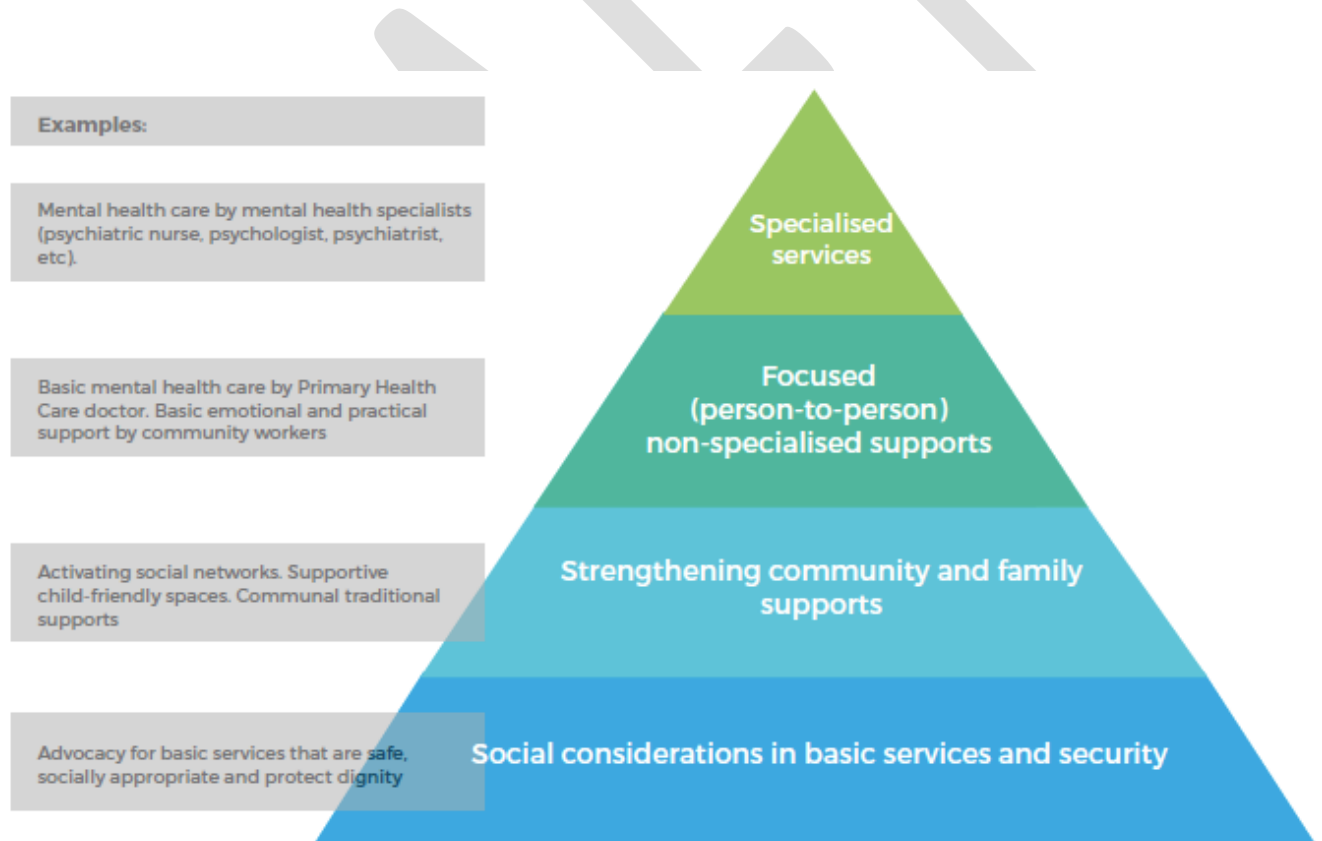 Examples:
Mental health care by mental health specialists
(psychiatric nurse, psychologist, psychiatrist,
etc).
Specialised
services
Basic mental health care by Primary Health
Care doctor. Basic emotional and practical
support by community workers
Focused
(person-to-person)
non-specialised supports
Activating social networks. Supportive
child-friendly spaces. Communal traditional
supports
Strengthening community and family
supports
Advocacy for basic services that are safe,
socially appropriate and protect dignity
Social considerations in basic services and security